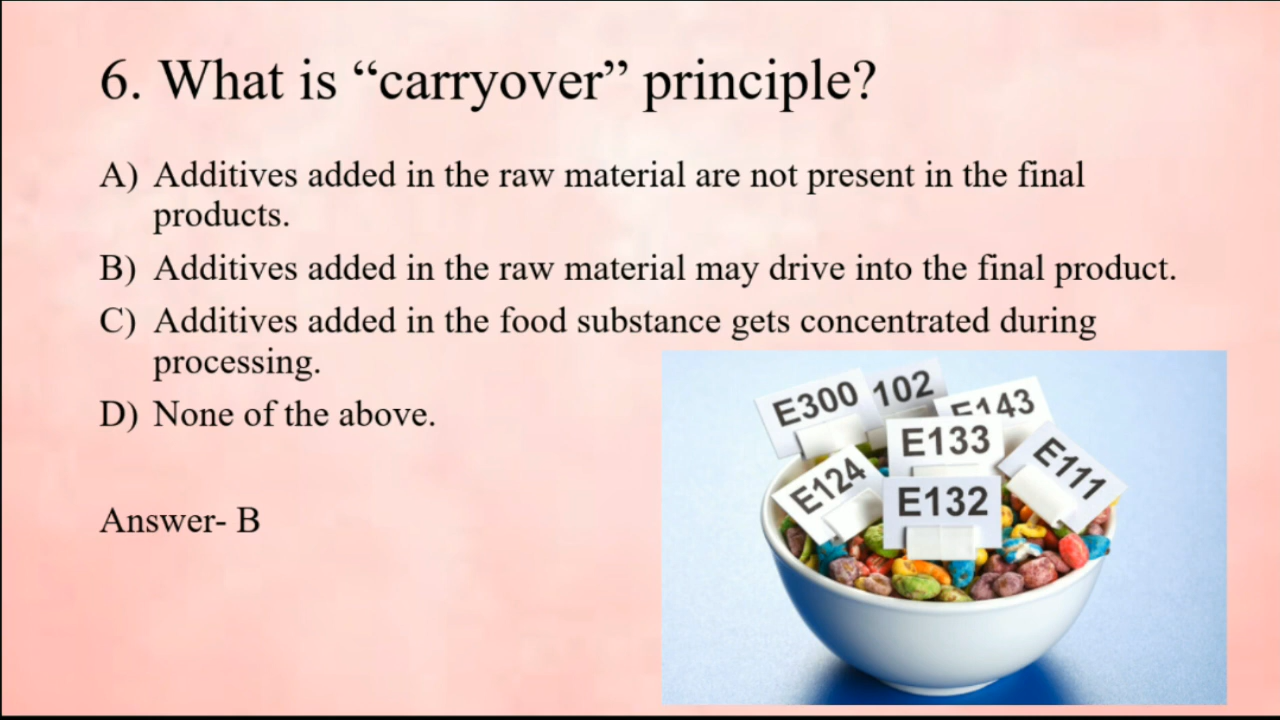 6. What is “carryover” principle?
A) Additives added in the raw material are not present in the final
products.
B) Additives added in the raw material may drive into the final product.
C) Additives added in the food substance gets concentrated during
processing.
D) None of the above.
Answer- B
E300
102
E143
E133
E124
E111
E132